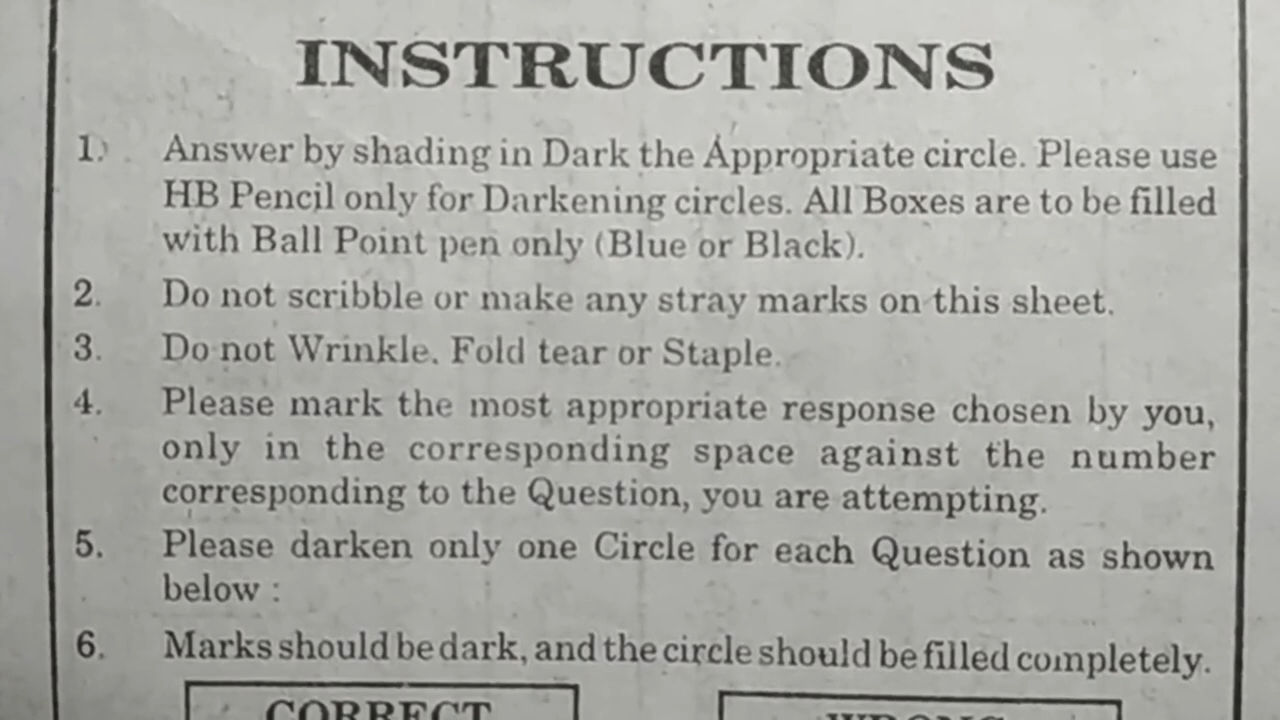 INSTRUCTIONS
1. Answer by shading in Dark the Appropriate circle. Please use
HB Pencil only for Darkening circles. All Boxes are to be filled
with Ball Point pen only (Blue or Black).
2. Do not scribble or make any stray marks on this sheet.
3. Do not Wrinkle. Fold tear or Staple.
4. Please mark the most appropriate response chosen by you,
only in the corresponding space against the number
corresponding to the Question, you are attempting.
5. Please darken only one Circle for each Question as shown
below :
6. Marks should be dark, and the circle should be filled completely.
CORRECT WRONG